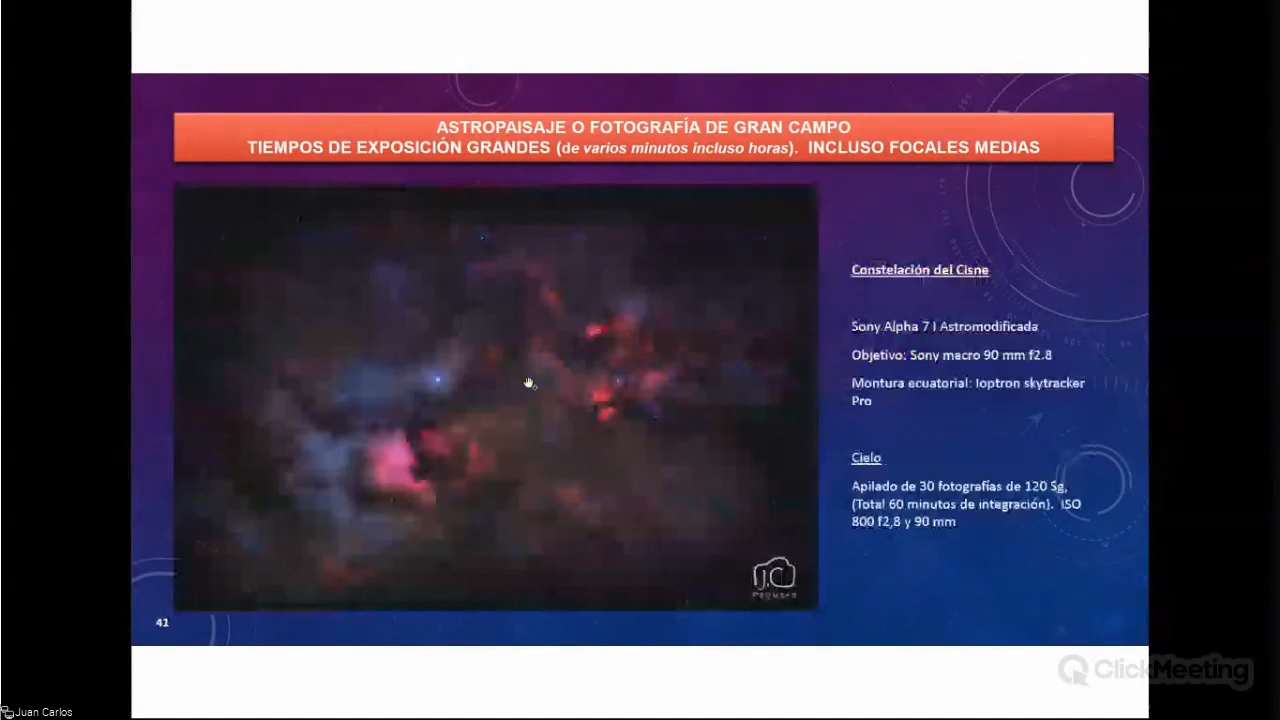 ASTROPAISAJE O FOTOGRAFÍA DE GRAN CAMPO
TIEMPOS DE EXPOSICIÓN GRANDES (de varios minutos incluso horas). INCLUSO FOCALES MEDIAS
Constelación del Cisne
Sony Alpha 7 I Astromodificada
Objetivo: Sony macro 90 mm f2.8
Montura ecuatorial: Ioptron skytracker
Pro
Cielo
Apilado de 30 fotografías de 120 Sg,
(Total 60 minutos de integración). ISO
800 f2,8 y 90 mm
J.C
41
ClickMeeting
Juan Carlos